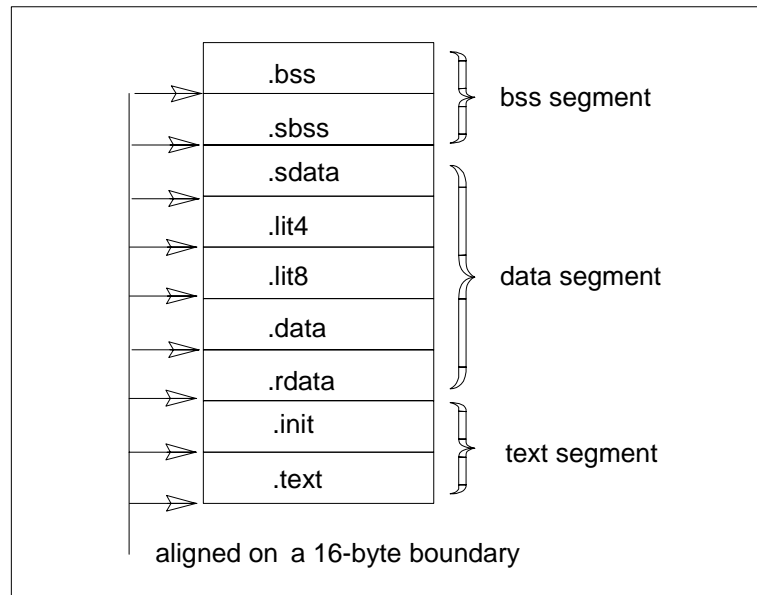 .bss
bss segment
.sbss
.sdata
.lit4
.lit8
data segment
.data
.rdata
.init
text segment
.text
aligned on a 16-byte boundary